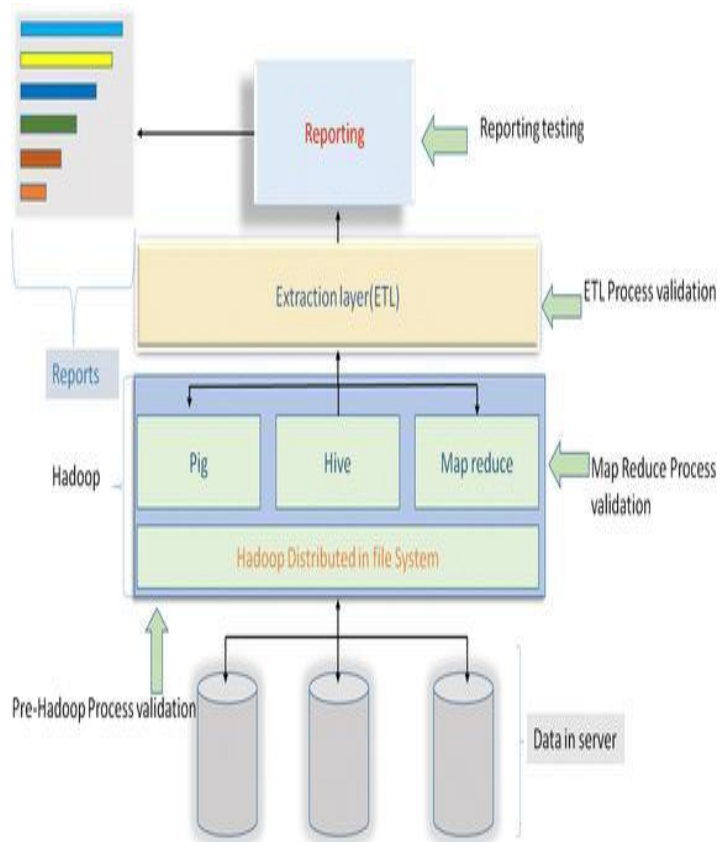 Reporting
Reporting testing
Extraction layer(ETL)
ETL Process validation
Reports
Hadoop
Pig
Hive
Map reduce
Map Reduce Process
validation
Hadoop Distributed in file System
Pre-Hadoop Process validation
Data in server